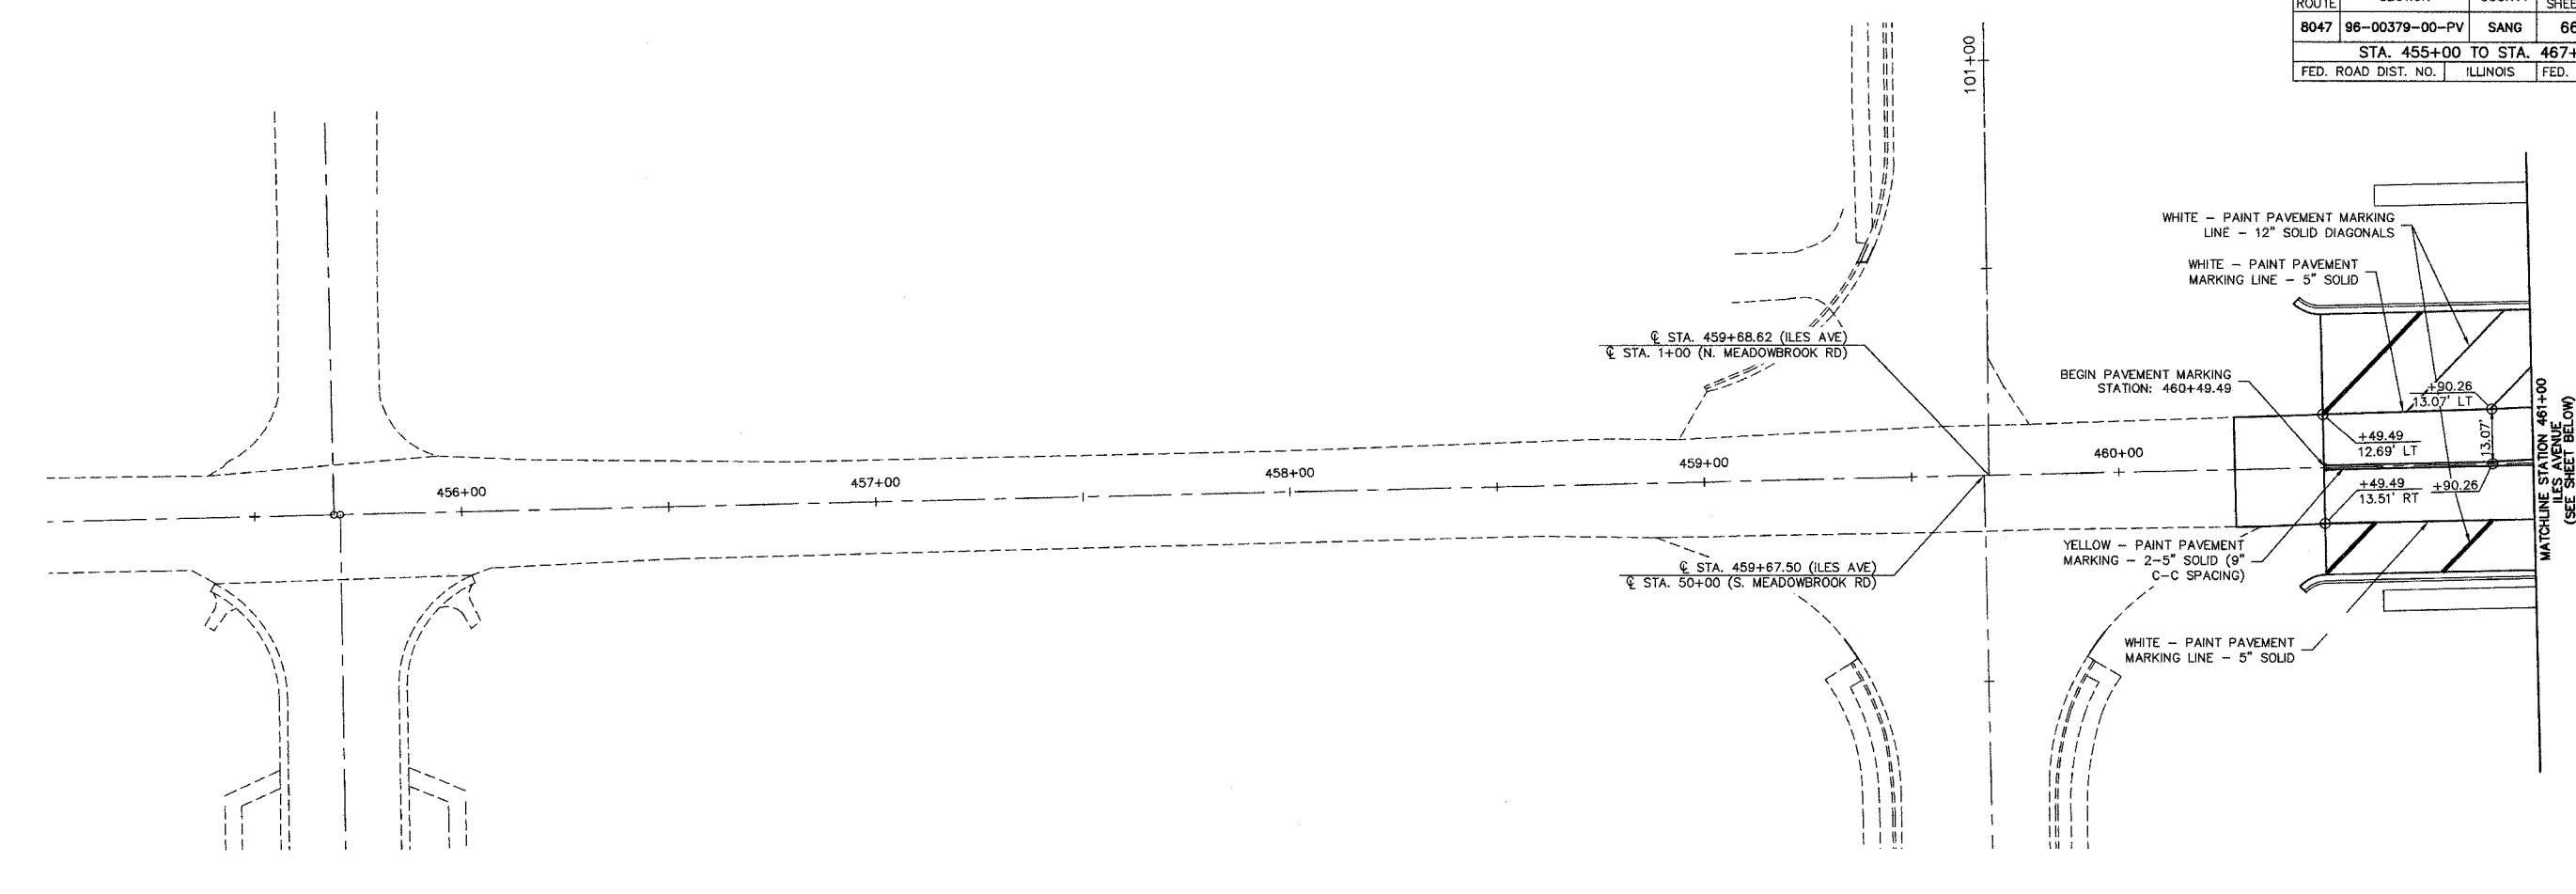 ROUTE
8047 96-00379-00-PV SANG 66
STA. 455+00 TO STA. 467+
FED. ROAD DIST. NO. ILLINOIS FED.
101+00
WHITE - PAINT PAVEMENT MARKING
LINE - 12" SOLID DIAGONALS
WHITE - PAINT PAVEMENT
MARKING LINE - 5" SOLID
℄ STA. 459+68.62 (ILES AVE)
℄ STA. 1+00 (N. MEADOWBROOK RD)
BEGIN PAVEMENT MARKING
STATION: 460+49.49
+90.26
13.07' LT
+49.49
12.69' LT
13.07'
+49.49
13.51' RT
+90.26
456+00
457+00
458+00
459+00
460+00
MATCHLINE STATION 461+00
ILES AVENUE
(SEE SHEET BELOW)
YELLOW - PAINT PAVEMENT
MARKING - 2-5" SOLID (9"
C-C SPACING)
℄ STA. 459+67.50 (ILES AVE)
℄ STA. 50+00 (S. MEADOWBROOK RD)
WHITE - PAINT PAVEMENT
MARKING LINE - 5" SOLID